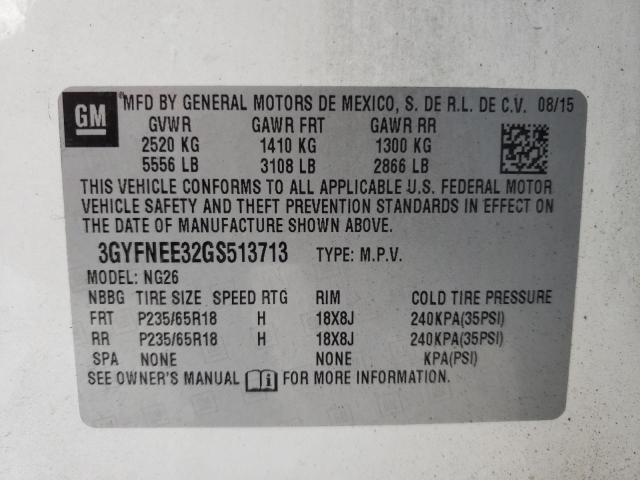 GM ® MFD BY GENERAL MOTORS DE MEXICO, S. DE R.L. DE C.V. 08/15
GVWR GAWR FRT GAWR RR
2520 KG 1410 KG 1300 KG
5556 LB 3108 LB 2866 LB
THIS VEHICLE CONFORMS TO ALL APPLICABLE U.S. FEDERAL MOTOR
VEHICLE SAFETY AND THEFT PREVENTION STANDARDS IN EFFECT ON
THE DATE OF MANUFACTURE SHOWN ABOVE.
3GYFNEE32GS513713 TYPE: M.P.V.
MODEL: NG26
NBBG TIRE SIZE SPEED RTG RIM COLD TIRE PRESSURE
FRT P235/65R18 H 18X8J 240KPA(35PSI)
RR P235/65R18 H 18X8J 240KPA(35PSI)
SPA NONE NONE KPA(PSI)
SEE OWNER'S MANUAL i FOR MORE INFORMATION.